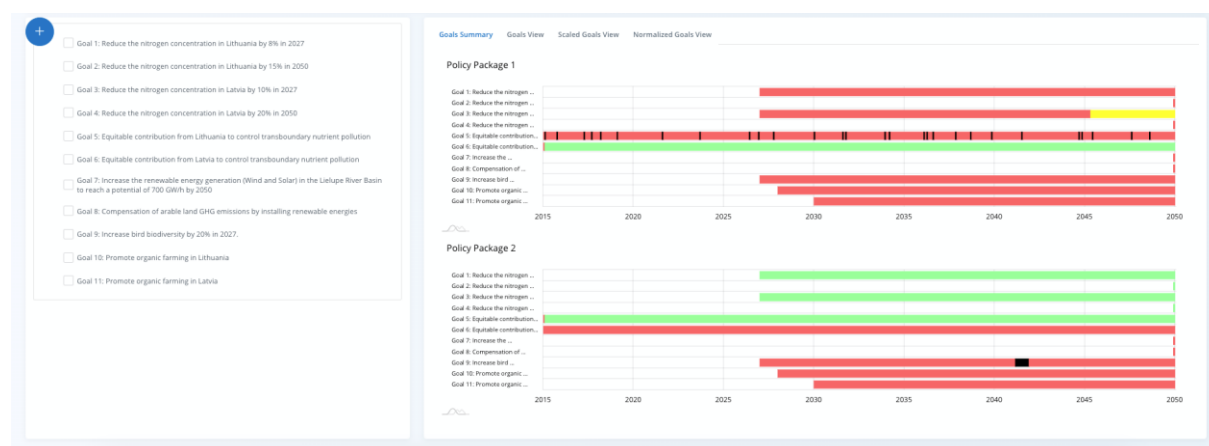 +
Goal 1: Reduce the nitrogen concentration in Lithuania by 8% in 2027
Goal 2: Reduce the nitrogen concentration in Lithuania by 15% in 2050
Goal 3: Reduce the nitrogen concentration in Latvia by 10% in 2027
Goal 4: Reduce the nitrogen concentration in Latvia by 20% in 2050
Goal 5: Equitable contribution from Lithuania to control transboundary nutrient pollution
Goal 6: Equitable contribution from Latvia to control transboundary nutrient pollution
Goal 7: Increase the renewable energy generation (Wind and Solar) in the Lielupe River Basin
to reach a potential of 700 GW/h by 2050
Goal 8: Compensation of arable land GHG emissions by installing renewable energies
Goal 9: Increase bird biodiversity by 20% in 2027.
Goal 10: Promote organic farming in Lithuania
Goal 11: Promote organic farming in Latvia
Goals Summary Goals View Scaled Goals View Normalized Goals View
Policy Package 1
Goal 1: Reduce the nitrogen ...
Goal 2: Reduce the nitrogen ...
Goal 3: Reduce the nitrogen ...
Goal 4: Reduce the nitrogen ...
Goal 5: Equitable contribution...
Goal 6: Equitable contribution...
Goal 7: Increase the ...
Goal 8: Compensation of ...
Goal 9: Increase bird ...
Goal 10: Promote organic ...
Goal 11: Promote organic ...
2015 2020 2025 2030 2035 2040 2045 2050
Policy Package 2
Goal 1: Reduce the nitrogen ...
Goal 2: Reduce the nitrogen ...
Goal 3: Reduce the nitrogen ...
Goal 4: Reduce the nitrogen ...
Goal 5: Equitable contribution...
Goal 6: Equitable contribution...
Goal 7: Increase the ...
Goal 8: Compensation of ...
Goal 9: Increase bird ...
Goal 10: Promote organic ...
Goal 11: Promote organic ...
2015 2020 2025 2030 2035 2040 2045 2050